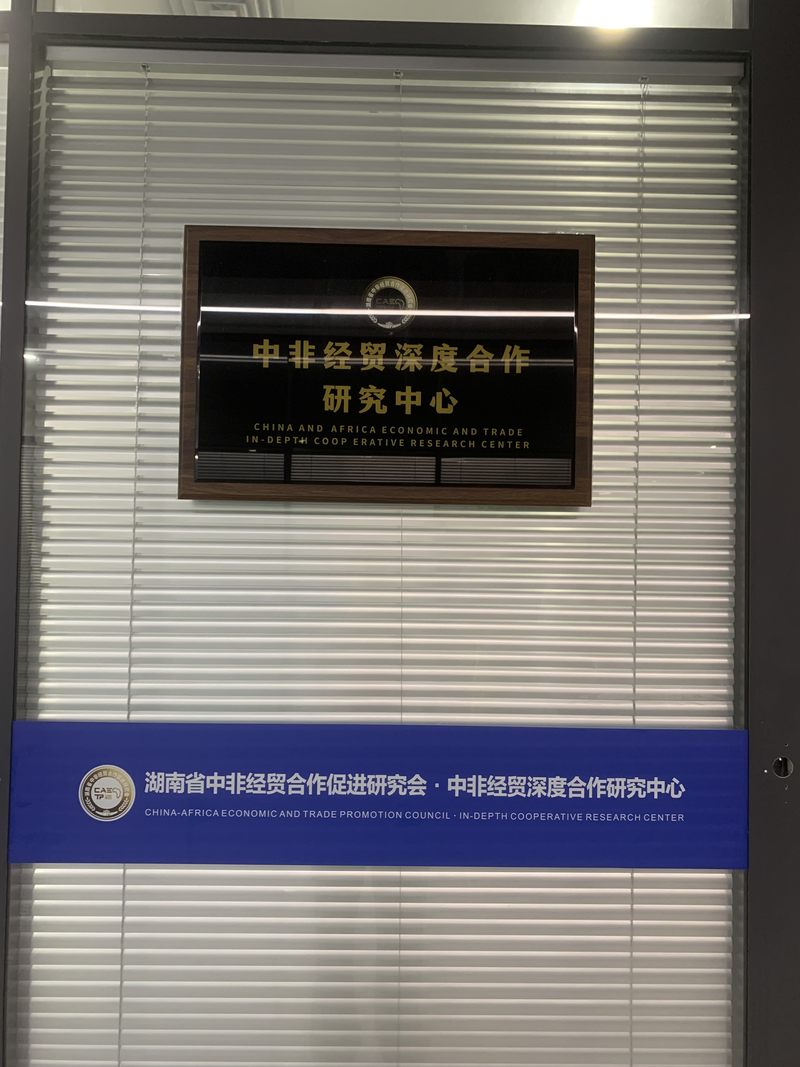 CAEC
中非经贸深度合作
研究中心
CHINA AND AFRICA ECONOMIC AND TRADE
IN-DEPTH COOP ERATIVE RESEARCH CENTER
CAEC
TP
湖南省中非经贸合作促进研究会·中非经贸深度合作研究中心
CHINA-AFRICA ECONOMIC AND TRADE PROMOTION COUNCIL · IN-DEPTH COOPERATIVE RESEARCH CENTER